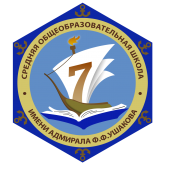 СРЕДНЯЯ ОБЩЕОБРАЗОВАТЕЛЬНАЯ ШКОЛА
7
ИМЕНИ АДМИРАЛА Ф.Ф.УШАКОВА